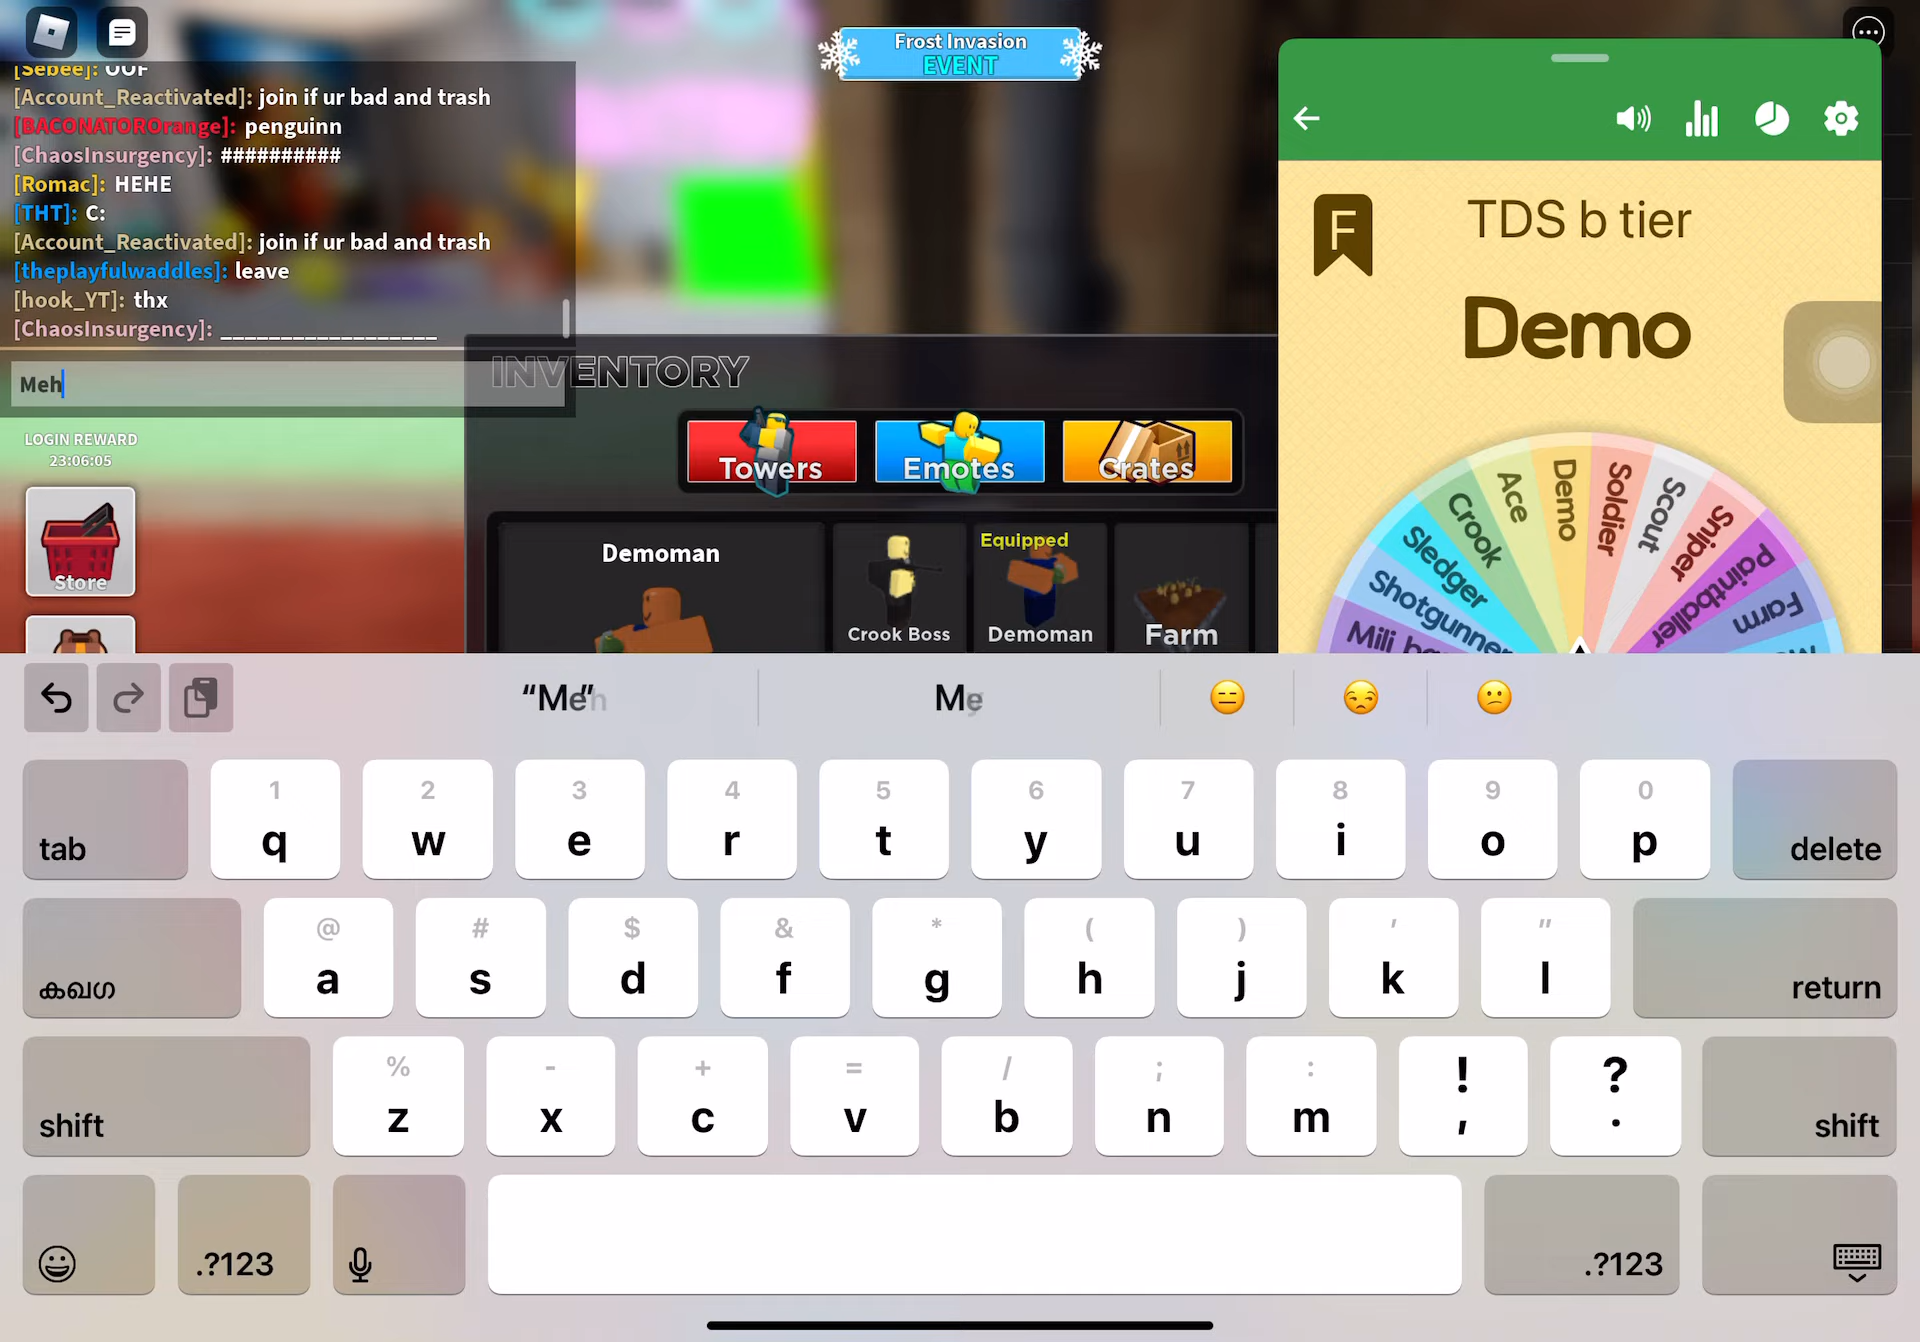 [Sebee]: OOF
[Account_Reactivated]: join if ur bad and trash
[BACONATOROrange]: penguinn
[ChaosInsurgency]: ##########
[Romac]: HEHE
[THT]: C:
[Account_Reactivated]: join if ur bad and trash
[theplayfulwaddles]: leave
[hook_YT]: thx
[ChaosInsurgency]: __________________
Meh
LOGIN REWARD
23:06:05
Store
Frost Invasion
EVENT
INVENTORY
Towers
Emotes
Crates
Demoman
Crook Boss
Equipped
Demoman
Farm
F
TDS b tier
Demo
Shotgunner
Sledger
Crook
Ace
Demo
Soldier
Scout
Sniper
Paintballer
Farm
“Meh”
1 2 3 4 5 6 7 8 9 0
tab q w e r t y u i o p delete
@ # $ & * ( ) ' "
കഖഗ a s d f g h j k l return
% - + = / ; : ! ?
shift z x c v b n m , . shift
.?123 .?123